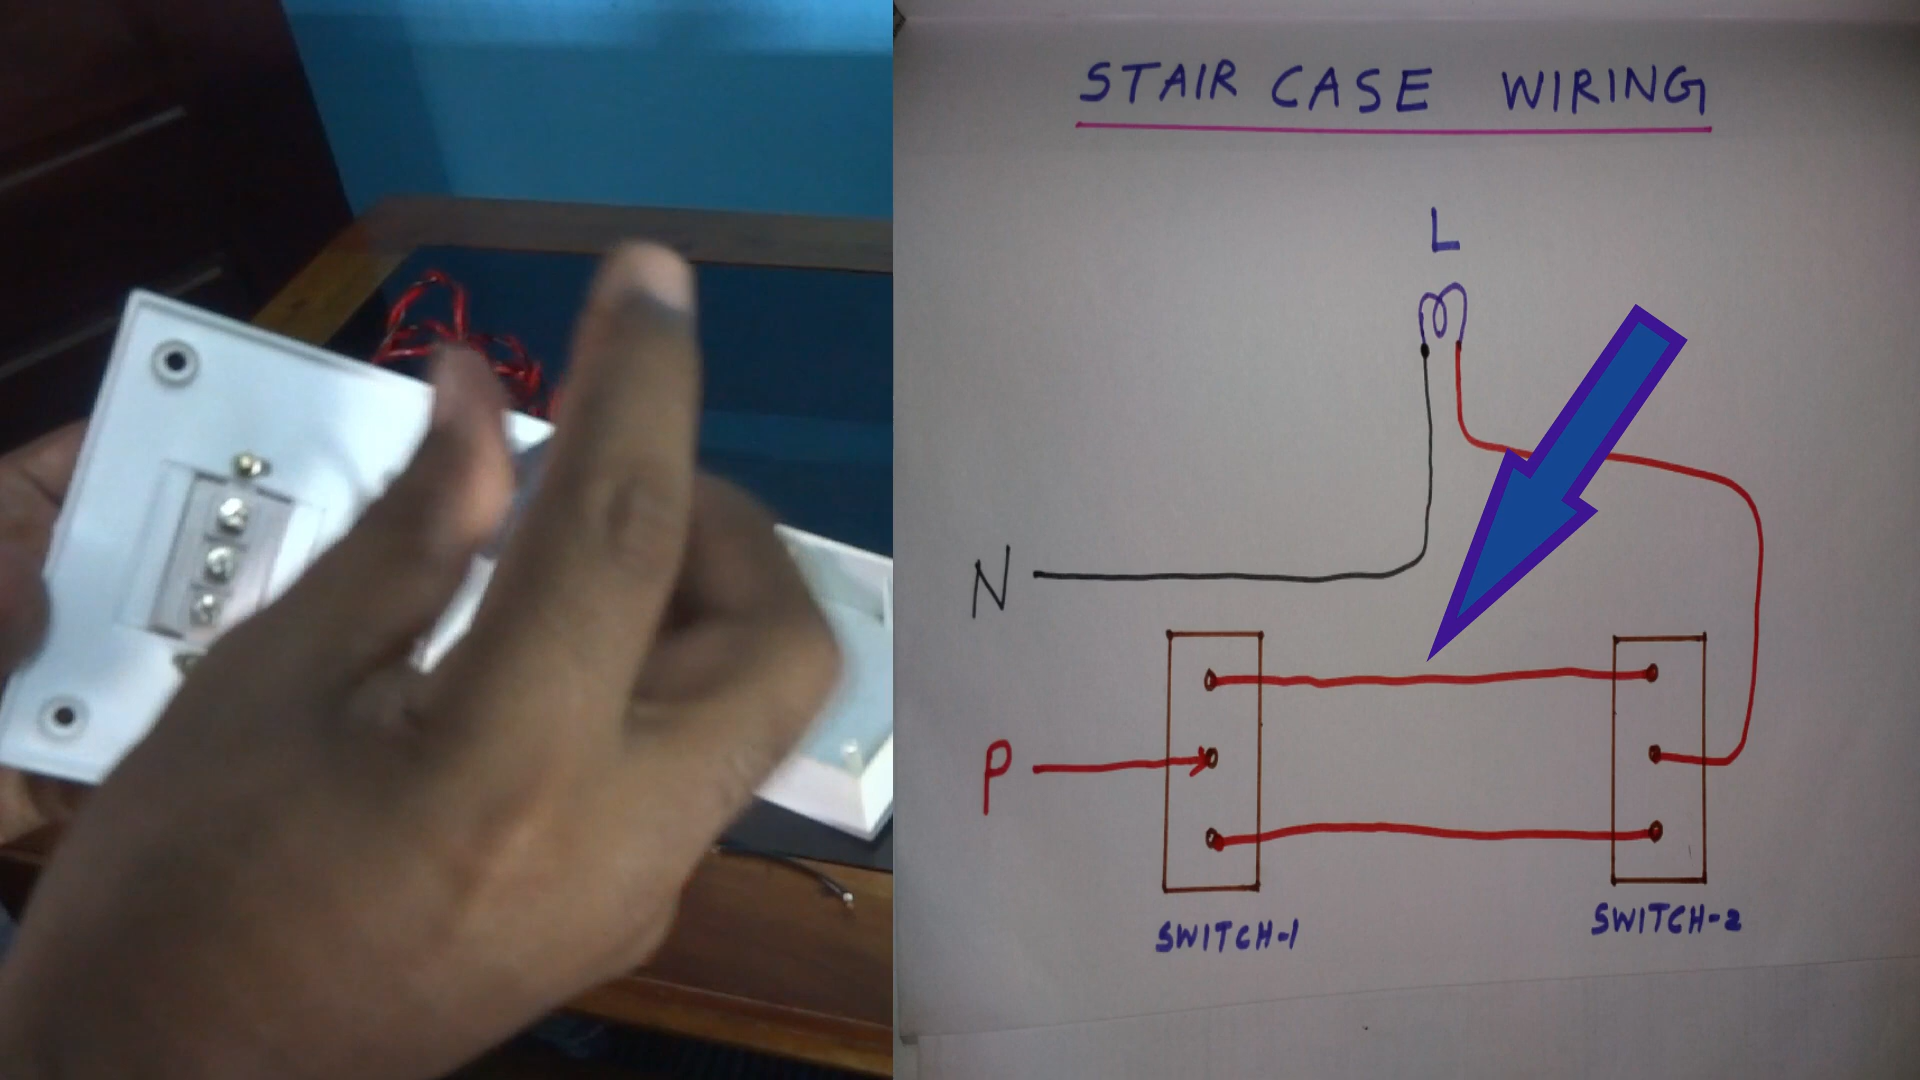 STAIR CASE WIRING
L
N
P
SWITCH-1
SWITCH-2